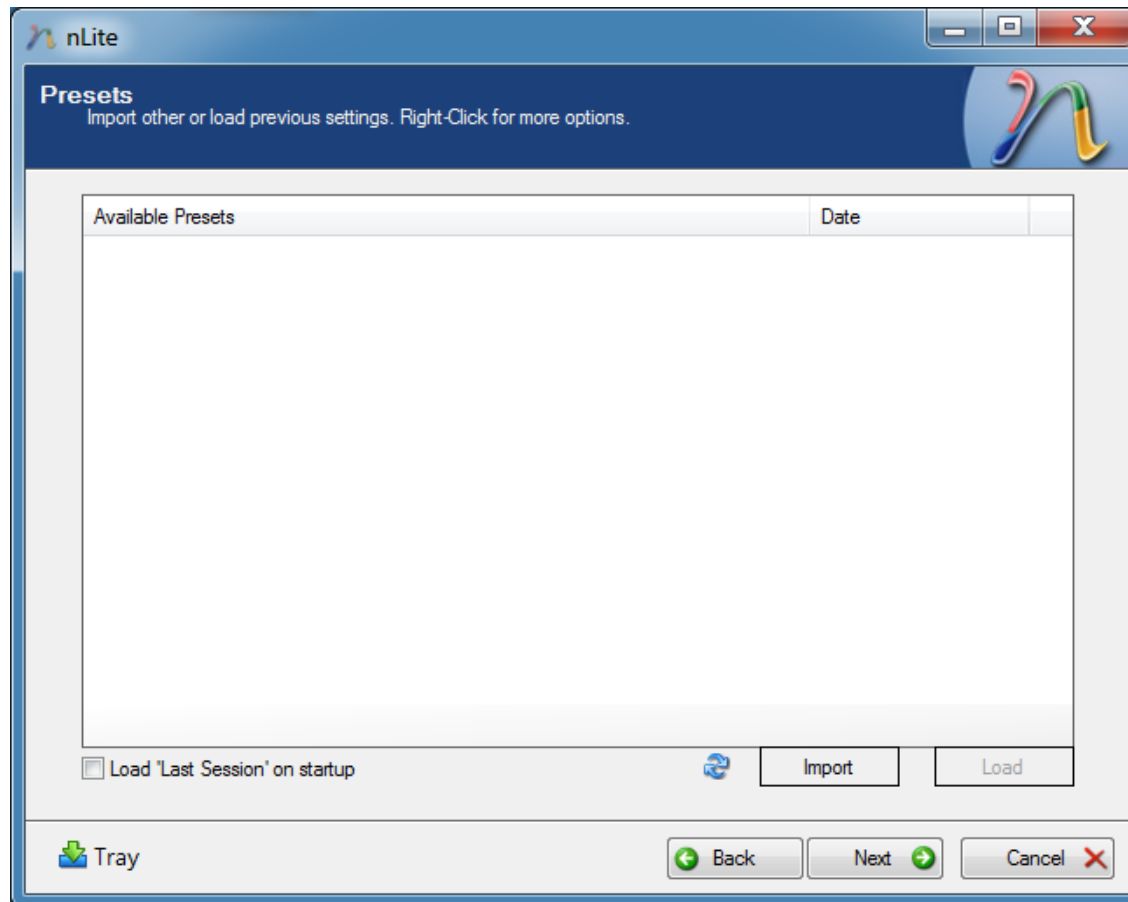 nLite
Presets
Import other or load previous settings. Right-Click for more options.
Available Presets Date
Load 'Last Session' on startup Import Load
Tray Back Next Cancel